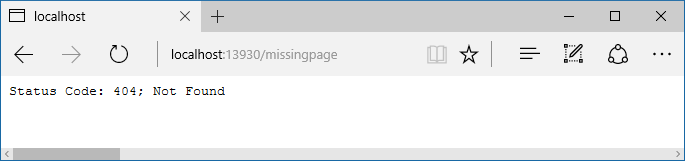 localhost
localhost:13930/missingpage
Status Code: 404; Not Found